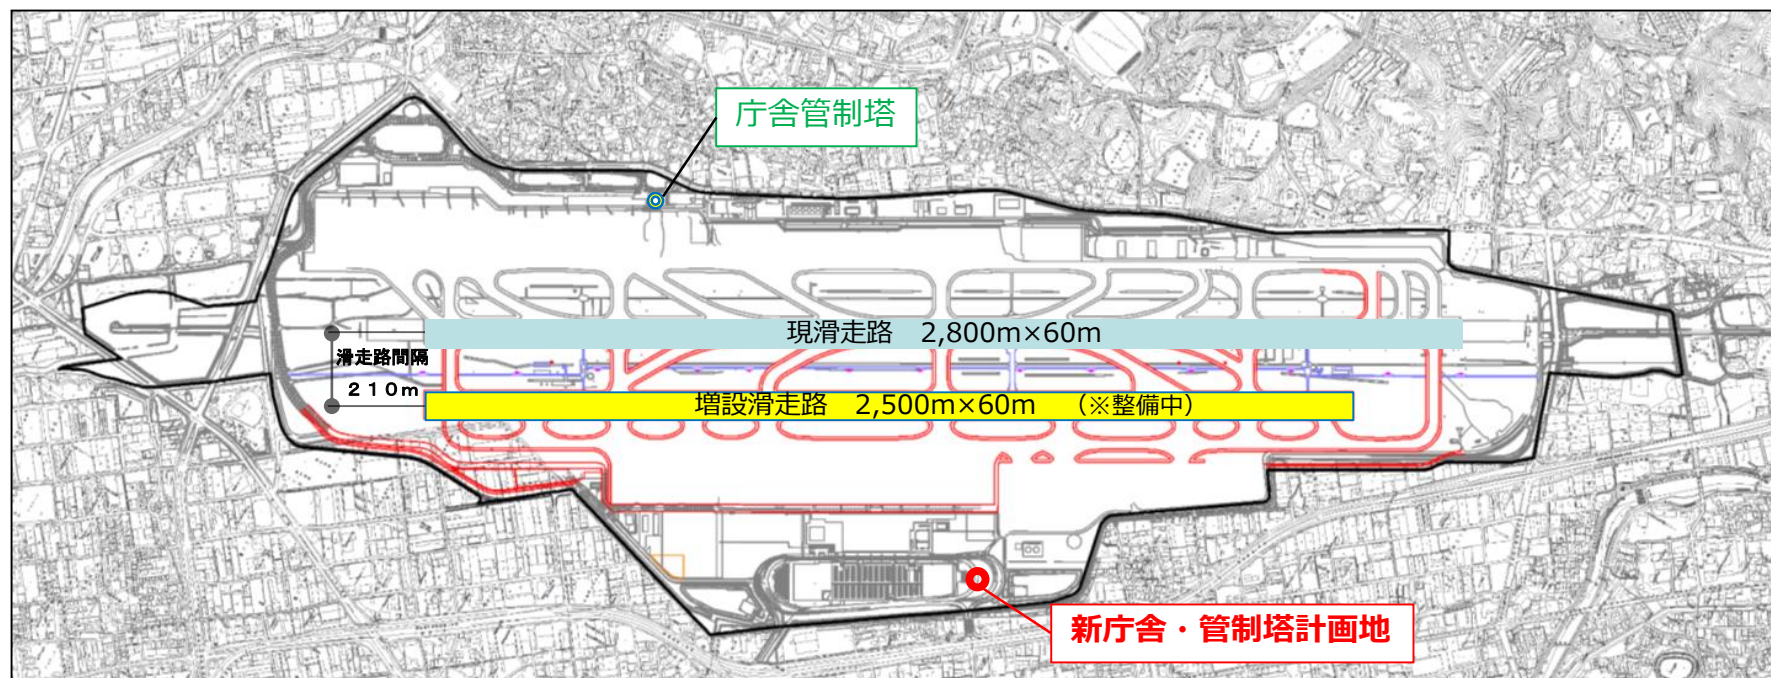 庁舎管制塔
現滑走路 2,800m×60m
滑走路間隔
２１０ｍ
増設滑走路 2,500m×60m (※整備中)
新庁舎・管制塔計画地